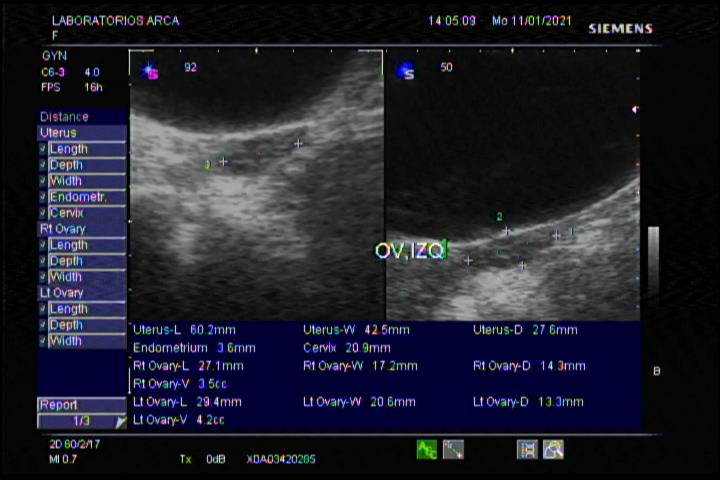 LABORATORIOS ARCA
F
14:05:09 Mo 11/01/2021
SIEMENS
GYN
C6-3 4.0
FPS 16h
Distance
Uterus
Length
Depth
Width
Endometr.
Cervix
Rt Ovary
Length
Depth
Width
Lt Ovary
Length
Depth
Width
Report
1/3
S 92
S 50
2
1
OV,IZQ
Uterus-L 60.2mm Uterus-W 42.5mm Uterus-D 27.6mm
Endometrium 3.6mm Cervix 20.9mm
Rt Ovary-L 27.1mm Rt Ovary-W 17.2mm Rt Ovary-D 14.3mm
Rt Ovary-V 3.5cc
Lt Ovary-L 29.4mm Lt Ovary-W 20.6mm Lt Ovary-D 13.3mm
Lt Ovary-V 4.2cc
B
2D 60/2/17
MI 0.7 Tx 0dB XDA03420205
ABC